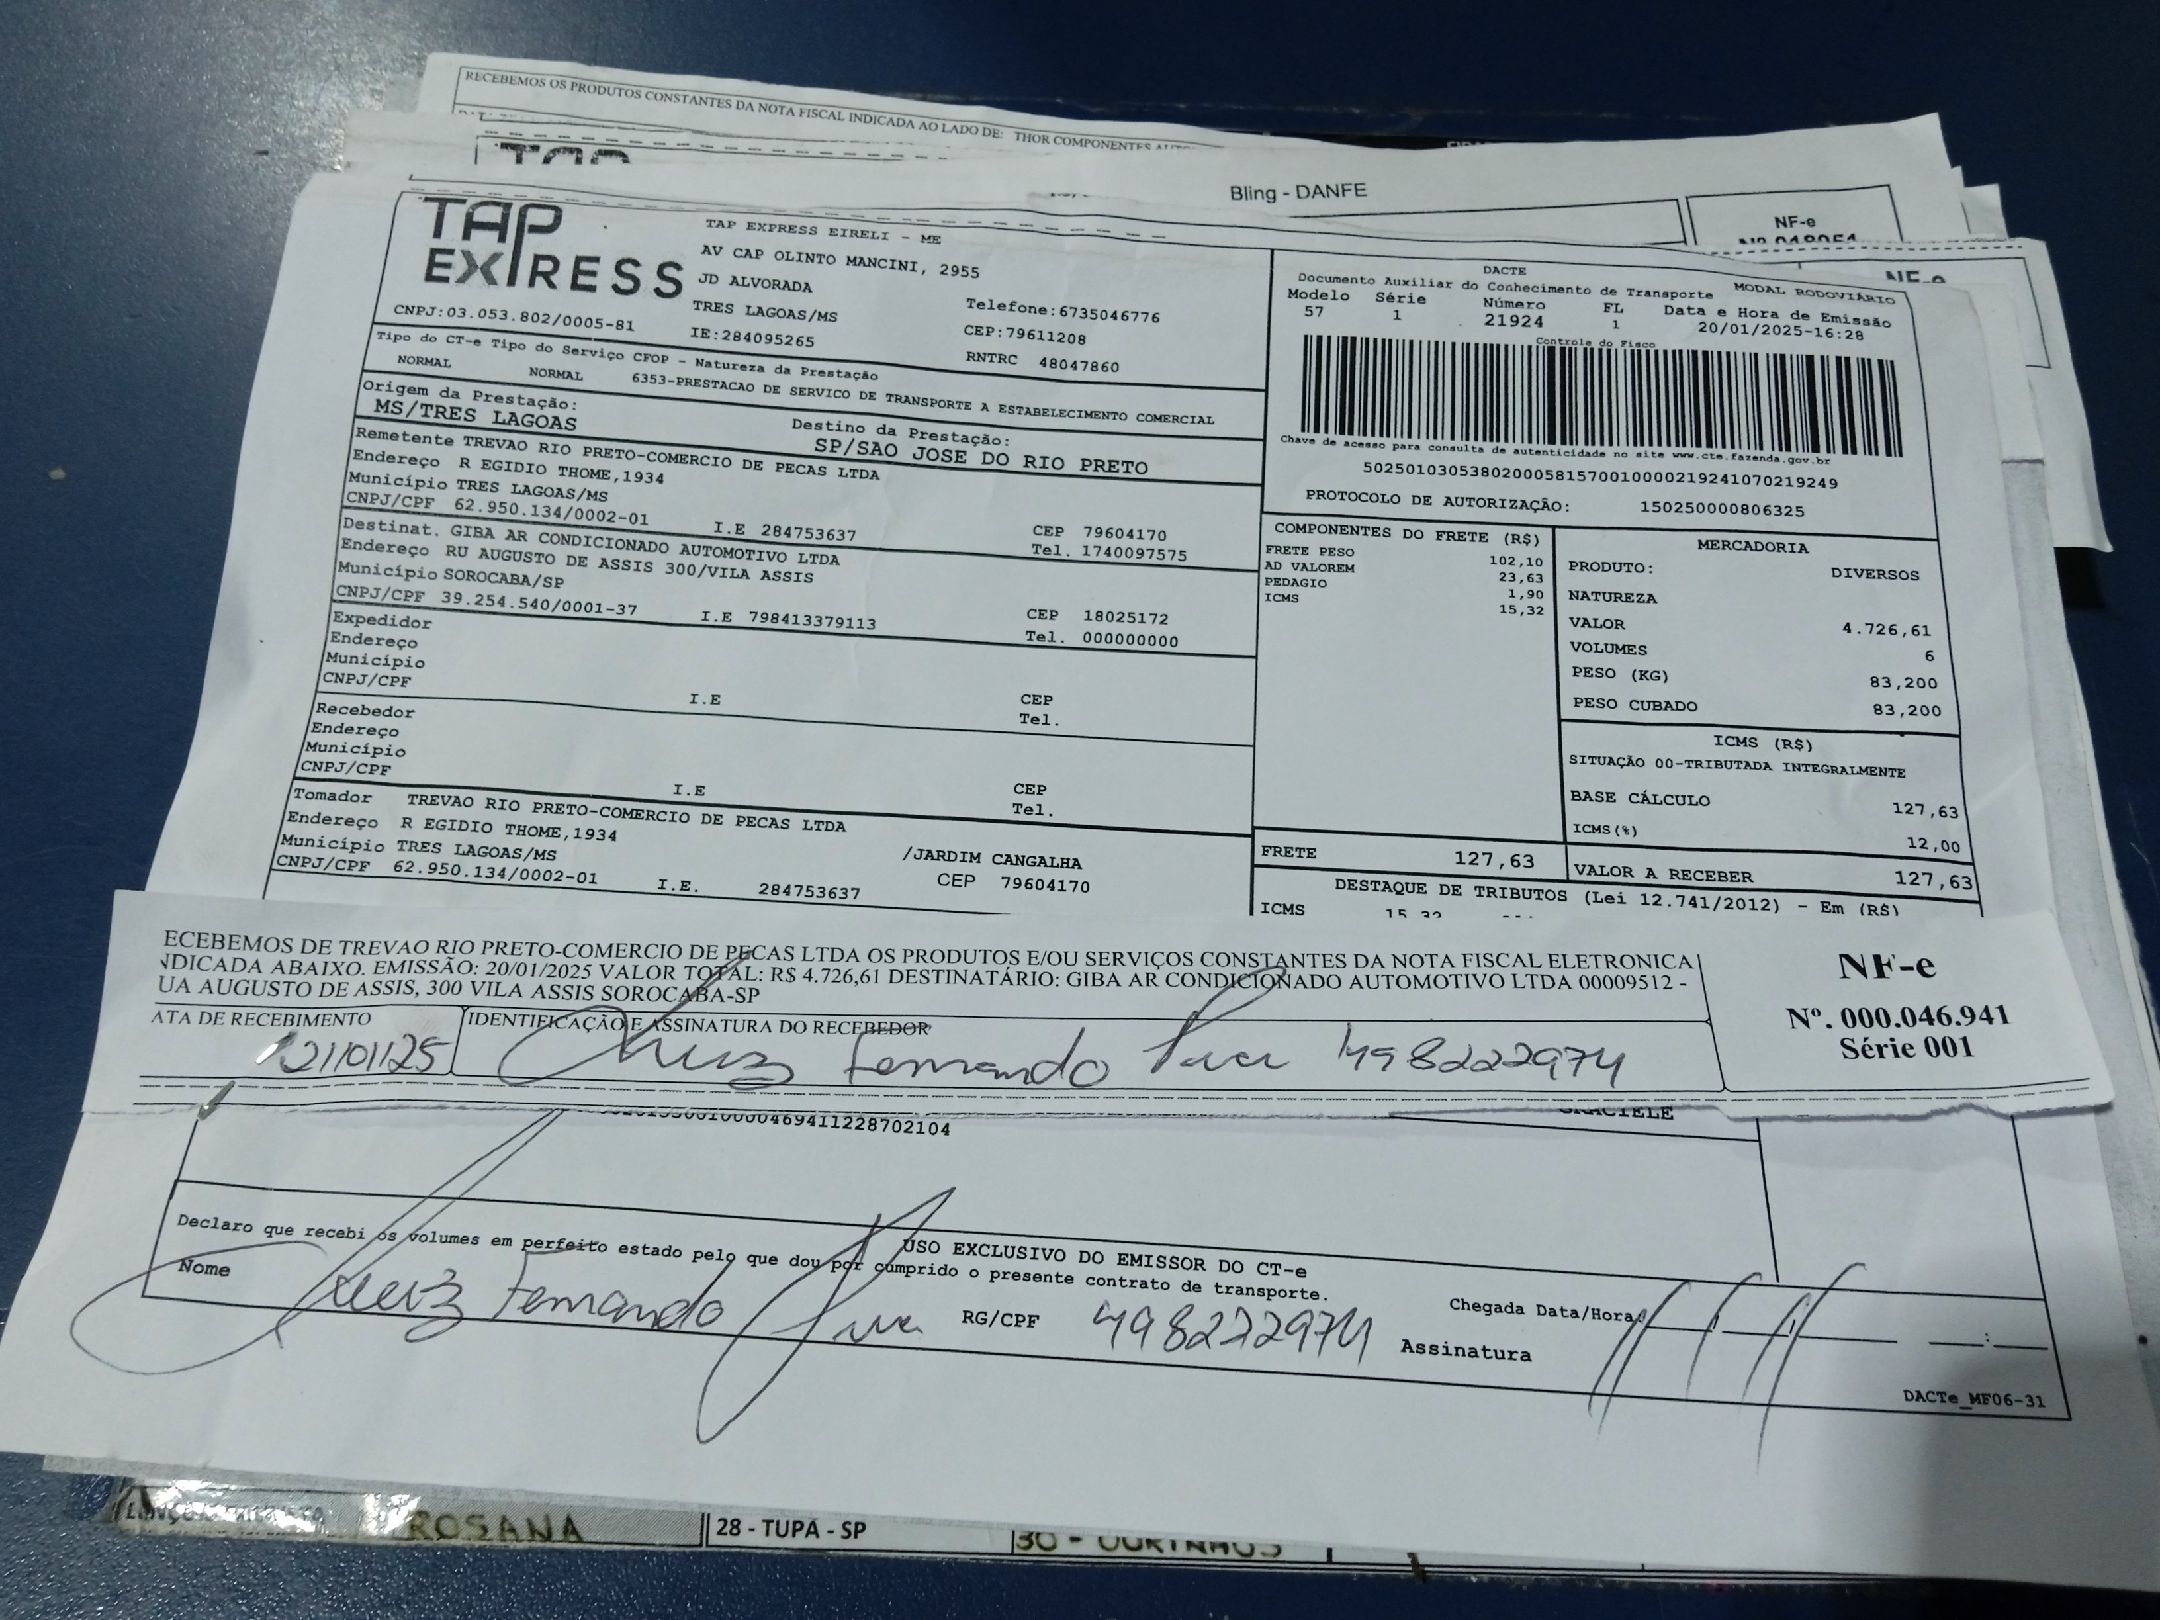 RECEBEMOS OS PRODUTOS CONSTANTES DA NOTA FISCAL INDICADA AO LADO DE: THOR COMPONENTES
Bling - DANFE
NF-e
NF-e
TAP EXPRESS
TAP EXPRESS EIRELI - ME
AV CAP OLINTO MANCINI, 2955
JD ALVORADA
TRES LAGOAS/MS Telefone:6735046776
CNPJ:03.053.802/0005-81 IE:284095265 CEP:79611208
RNTRC 48047860
DACTE
Documento Auxiliar do Conhecimento de Transporte MODAL RODOVIÁRIO
Modelo Série Número FL Data e Hora de Emissão
57 1 21924 1 20/01/2025-16:28
Controle do Fisco
Chave de acesso para consulta de autenticidade no site www.cte.fazenda.gov.br
50250103053802000581570010000219241070219249
PROTOCOLO DE AUTORIZAÇÃO: 150250000806325
Tipo do CT-e Tipo do Serviço CFOP - Natureza da Prestação
NORMAL NORMAL 6353-PRESTACAO DE SERVICO DE TRANSPORTE A ESTABELECIMENTO COMERCIAL
Origem da Prestação: Destino da Prestação:
MS/TRES LAGOAS SP/SAO JOSE DO RIO PRETO
Remetente TREVAO RIO PRETO-COMERCIO DE PECAS LTDA
Endereço R EGIDIO THOME,1934
Município TRES LAGOAS/MS CEP 79604170
CNPJ/CPF 62.950.134/0002-01 I.E 284753637 Tel. 1740097575
Destinat. GIBA AR CONDICIONADO AUTOMOTIVO LTDA
Endereço RU AUGUSTO DE ASSIS 300/VILA ASSIS
Município SOROCABA/SP CEP 18025172
CNPJ/CPF 39.254.540/0001-37 I.E 798413379113 Tel. 000000000
Expedidor
Endereço
Município CEP
CNPJ/CPF I.E Tel.
Recebedor
Endereço
Município CEP
CNPJ/CPF I.E Tel.
Tomador TREVAO RIO PRETO-COMERCIO DE PECAS LTDA
Endereço R EGIDIO THOME,1934 /JARDIM CANGALHA
Município TRES LAGOAS/MS CEP 79604170
CNPJ/CPF 62.950.134/0002-01 I.E. 284753637
COMPONENTES DO FRETE (R$)
FRETE PESO 102,10
AD VALOREM 23,63
PEDAGIO 1,90
ICMS 15,32
MERCADORIA
PRODUTO: DIVERSOS
NATUREZA
VALOR 4.726,61
VOLUMES 6
PESO (KG) 83,200
PESO CUBADO 83,200
ICMS (R$)
SITUAÇÃO 00-TRIBUTADA INTEGRALMENTE
BASE CÁLCULO 127,63
ICMS(%) 12,00
FRETE 127,63 VALOR A RECEBER 127,63
DESTAQUE DE TRIBUTOS (Lei 12.741/2012) - Em (R$)
ICMS 15,32
ECEBEMOS DE TREVAO RIO PRETO-COMERCIO DE PECAS LTDA OS PRODUTOS E/OU SERVIÇOS CONSTANTES DA NOTA FISCAL ELETRONICA
NDICADA ABAIXO. EMISSÃO: 20/01/2025 VALOR TOTAL: R$ 4.726,61 DESTINATÁRIO: GIBA AR CONDICIONADO AUTOMOTIVO LTDA 00009512 -
UA AUGUSTO DE ASSIS, 300 VILA ASSIS SOROCABA-SP
ATA DE RECEBIMENTO IDENTIFICAÇÃO E ASSINATURA DO RECEBEDOR
21/01/25 Luiz Fernando 498222974
NF-e
Nº. 000.046.941
Série 001
GRACIELE
USO EXCLUSIVO DO EMISSOR DO CT-e
Declaro que recebi os volumes em perfeito estado pelo que dou por cumprido o presente contrato de transporte.
Nome Luiz Fernando RG/CPF 498222974 Chegada Data/Hora:
Assinatura
DACTe_MF06-31
ROSANA 28 - TUPA - SP 30 - OURINHOS